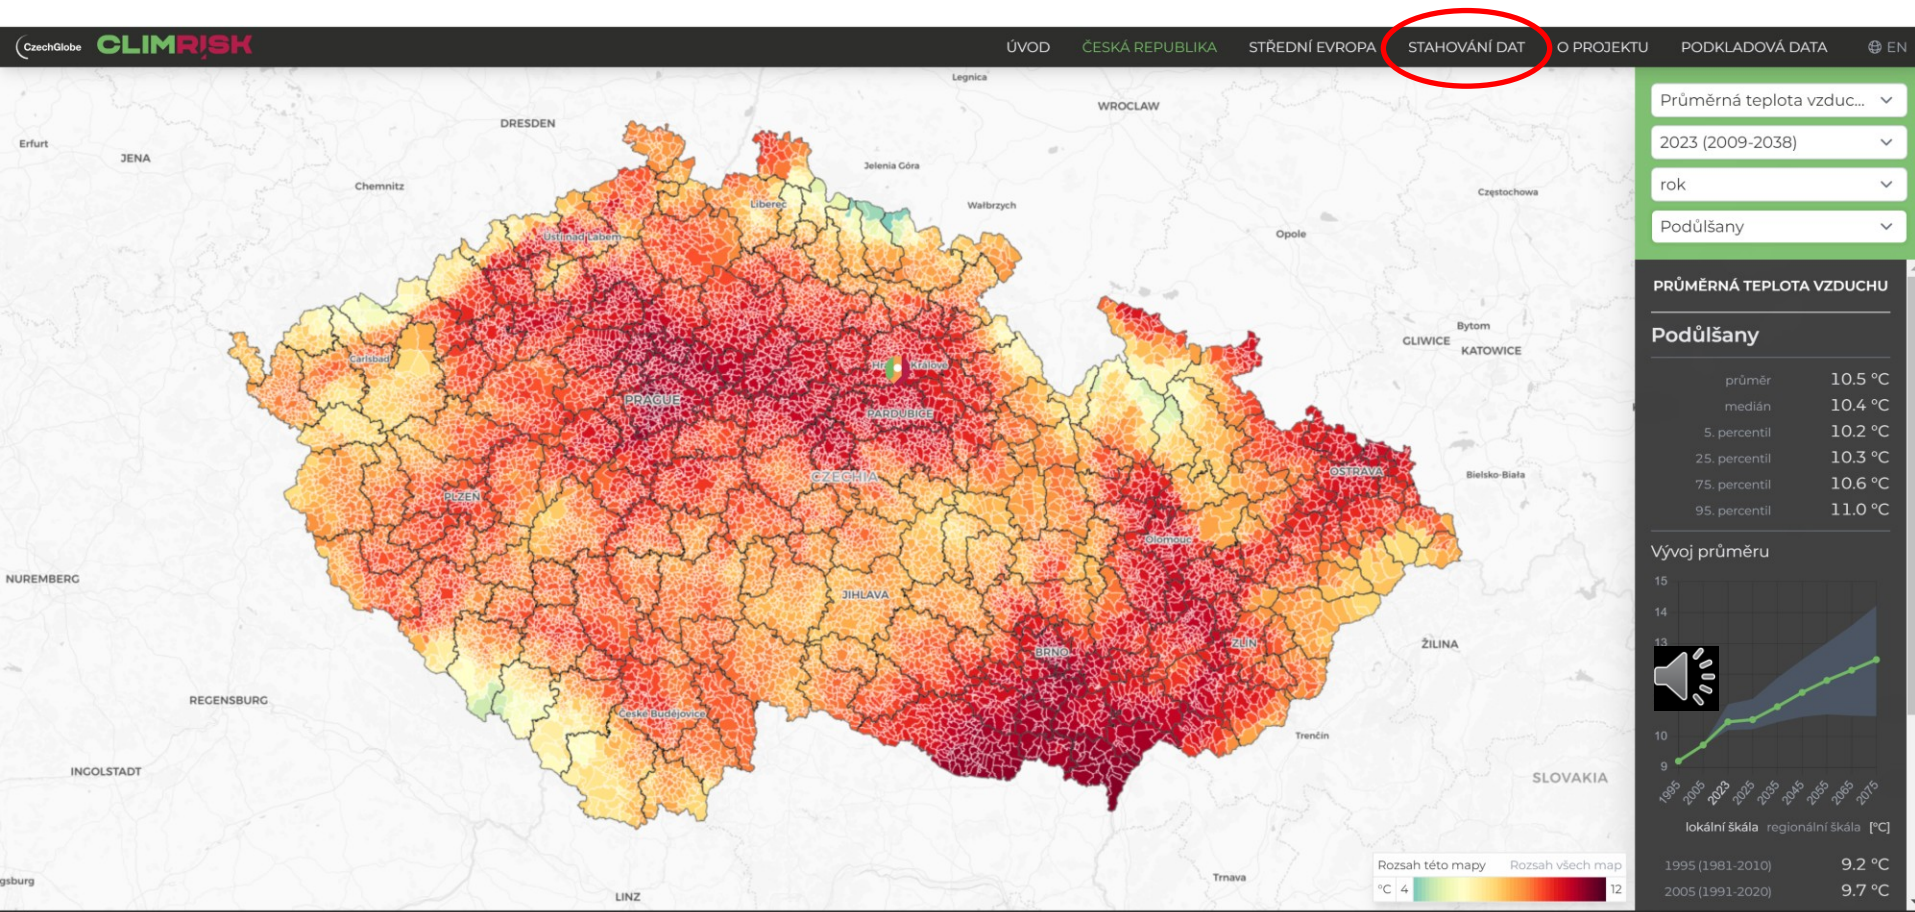 CzechGlobe CLIMRISK
ÚVOD ČESKÁ REPUBLIKA STŘEDNÍ EVROPA STAHOVÁNÍ DAT O PROJEKTU PODKLADOVÁ DATA EN
Legnica
WROCLAW
DRESDEN
Erfurt
JENA
Jelenia Góra
Chemnitz
Częstochowa
Liberec
Wałbrzych
Opole
Ústí nad Labem
Bytom
GLIWICE
KATOWICE
Carlsbad
Králové
PRAGUE
PARDUBICE
CZECHIA
OSTRAVA
Bielsko-Biała
PLZEŇ
Olomouc
NUREMBERG
JIHLAVA
BRNO
ZLÍN
ŽILINA
REGENSBURG
České Budějovice
Trenčín
INGOLSTADT
SLOVAKIA
gsburg
LINZ
Trnava
Rozsah této mapy Rozsah všech map
°C 4 12
Průměrná teplota vzduc...
2023 (2009-2038)
rok
Podůlšany
PRŮMĚRNÁ TEPLOTA VZDUCHU
Podůlšany
průměr 10.5 °C
medián 10.4 °C
5. percentil 10.2 °C
25. percentil 10.3 °C
75. percentil 10.6 °C
95. percentil 11.0 °C
Vývoj průměru
15
14
13
10
9
1995 2005 2023 2025 2035 2045 2055 2065 2075
lokální škála regionální škála [°C]
1995 (1981-2010) 9.2 °C
2005 (1991-2020) 9.7 °C